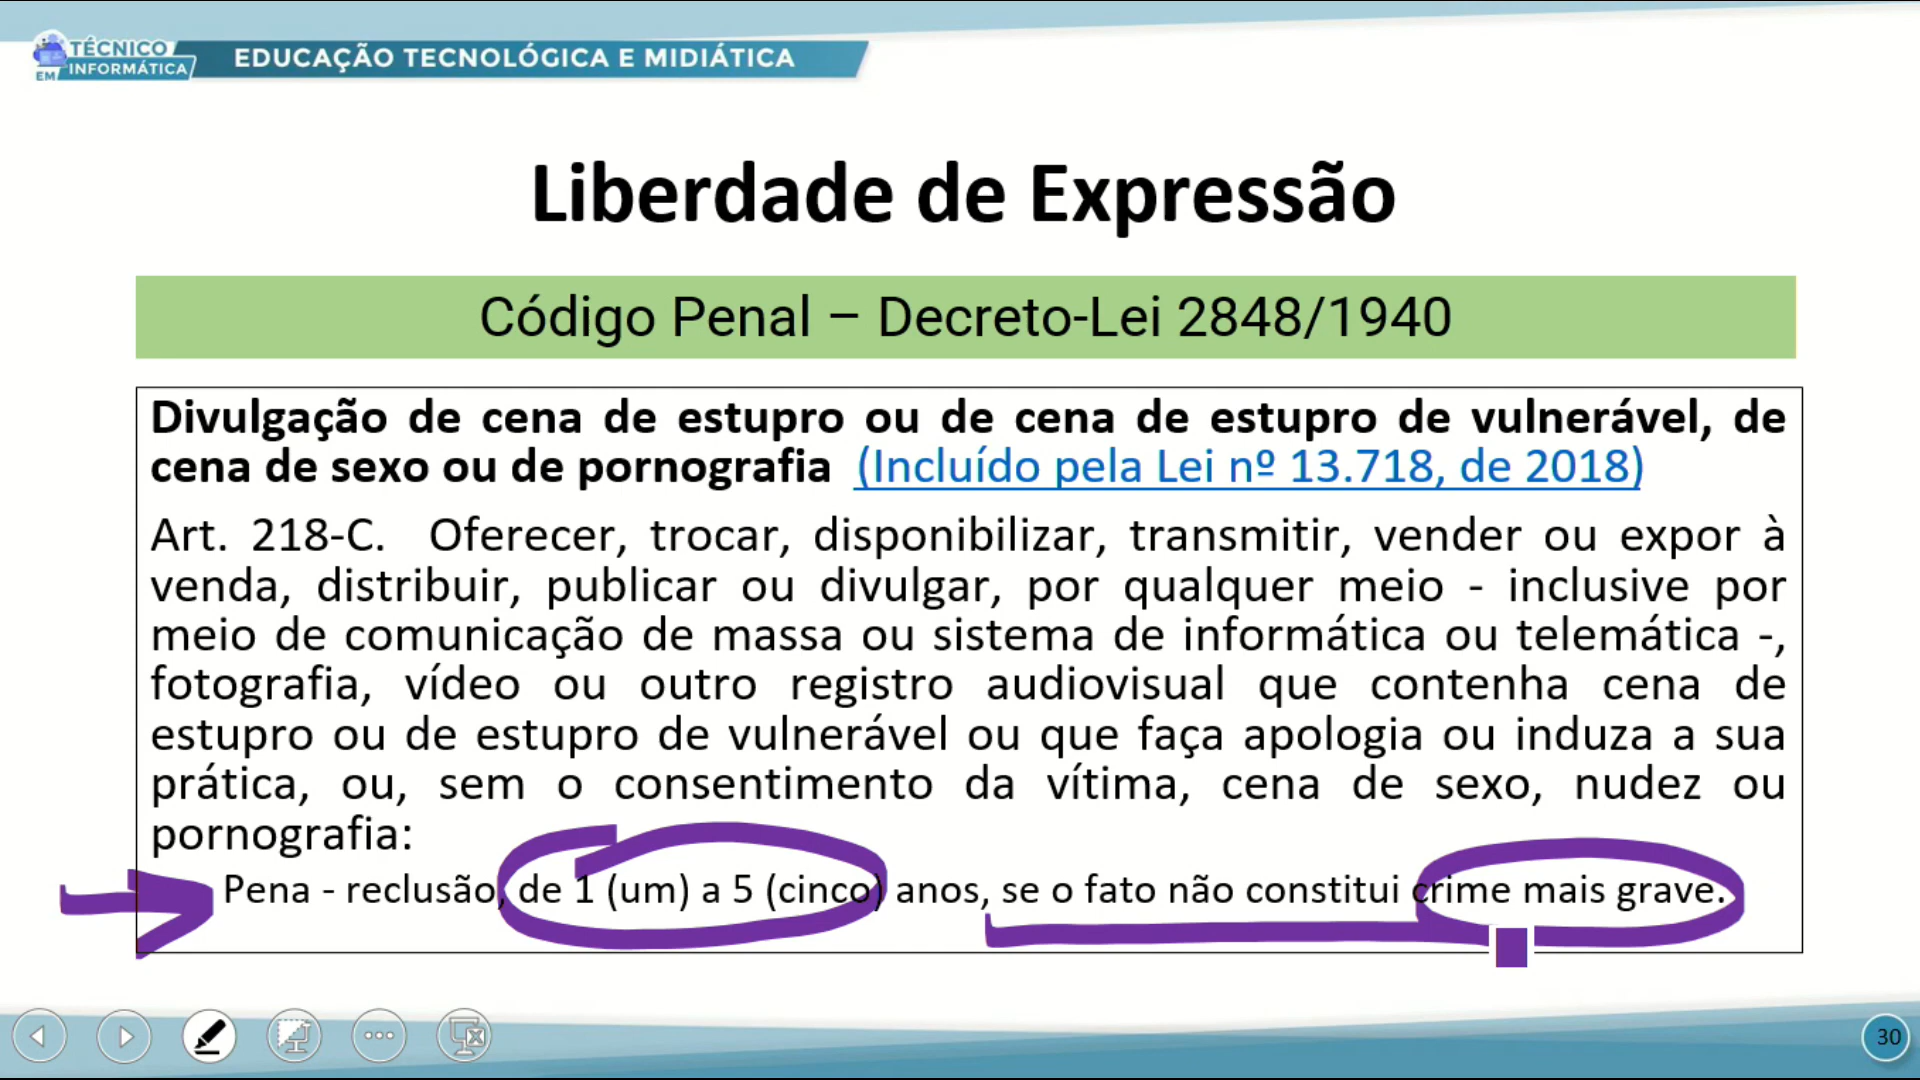 TÉCNICO
EM INFORMÁTICA
EDUCAÇÃO TECNOLÓGICA E MIDIÁTICA
Liberdade de Expressão
Código Penal – Decreto-Lei 2848/1940
Divulgação de cena de estupro ou de cena de estupro de vulnerável, de
cena de sexo ou de pornografia (Incluído pela Lei nº 13.718, de 2018)
Art. 218-C. Oferecer, trocar, disponibilizar, transmitir, vender ou expor à
venda, distribuir, publicar ou divulgar, por qualquer meio - inclusive por
meio de comunicação de massa ou sistema de informática ou telemática -,
fotografia, vídeo ou outro registro audiovisual que contenha cena de
estupro ou de estupro de vulnerável ou que faça apologia ou induza a sua
prática, ou, sem o consentimento da vítima, cena de sexo, nudez ou
pornografia:
Pena - reclusão, de 1 (um) a 5 (cinco) anos, se o fato não constitui crime mais grave.
30